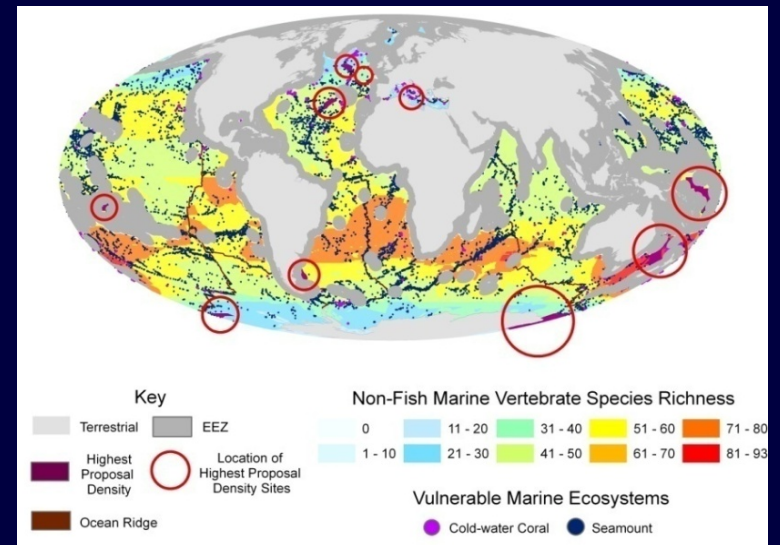 Key
Terrestrial
EEZ
Highest
Proposal
Density
Location of
Highest Proposal
Density Sites
Ocean Ridge
Non-Fish Marine Vertebrate Species Richness
0
11 - 20
31 - 40
51 - 60
71 - 80
1 - 10
21 - 30
41 - 50
61 - 70
81 - 93
Vulnerable Marine Ecosystems
Cold-water Coral
Seamount